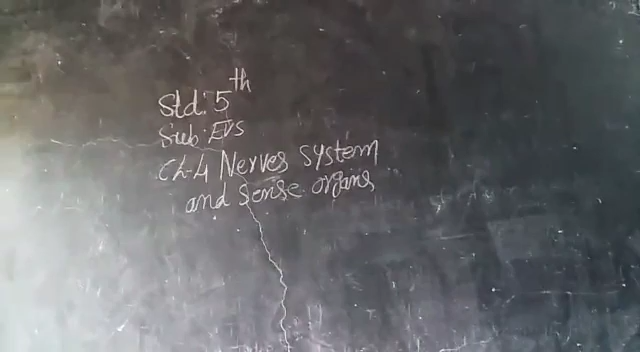 Std: 5th
Sub: EVS
Ch-4 Nerves System
and Sense organs